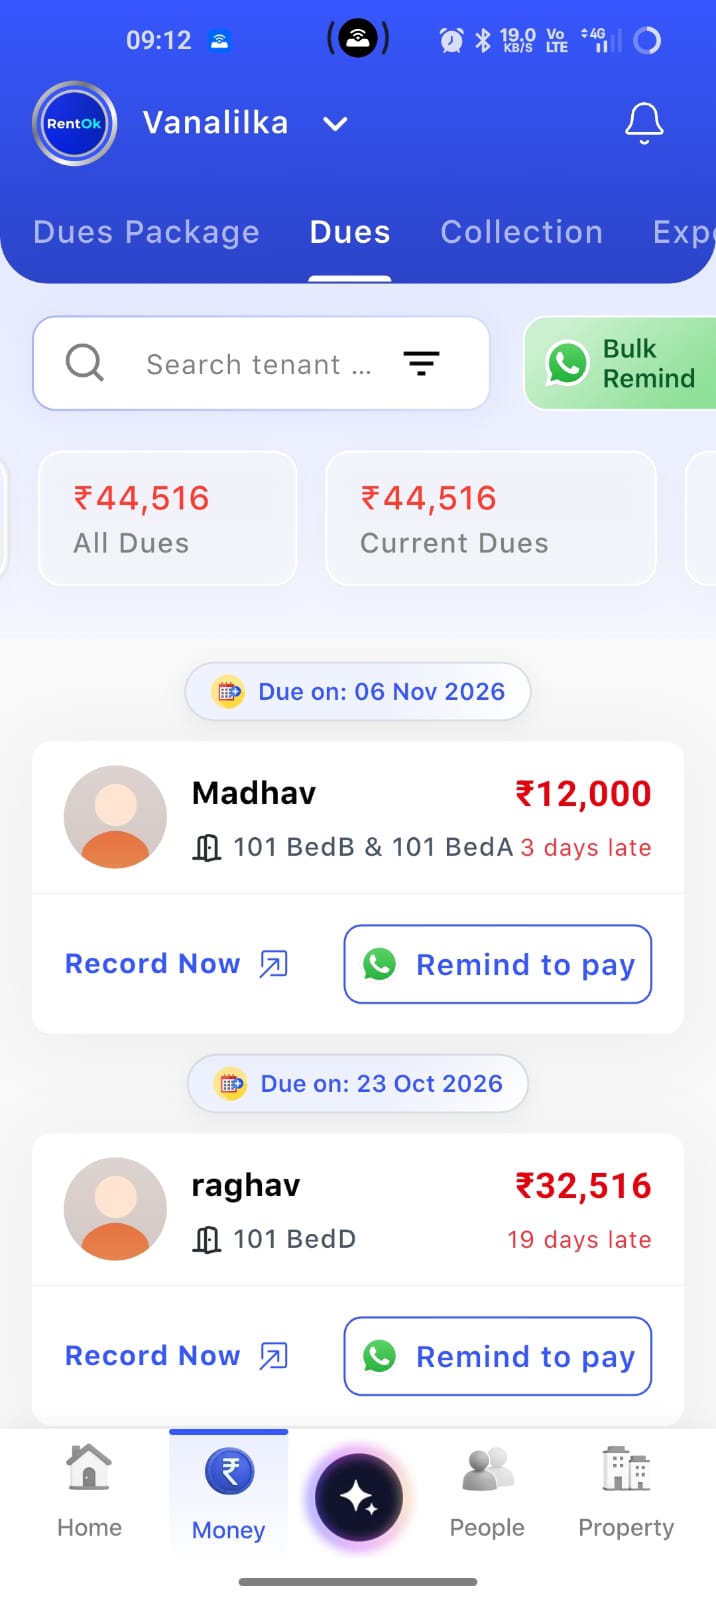 09:12
19.0 KB/S Vo LTE 4G
RentOk Vanalilka
Dues Package Dues Collection Exp
Search tenant ...
Bulk
Remind
₹44,516
All Dues
₹44,516
Current Dues
Due on: 06 Nov 2026
Madhav ₹12,000
101 BedB & 101 BedA 3 days late
Record Now Remind to pay
Due on: 23 Oct 2026
raghav ₹32,516
101 BedD 19 days late
Record Now Remind to pay
Home Money People Property